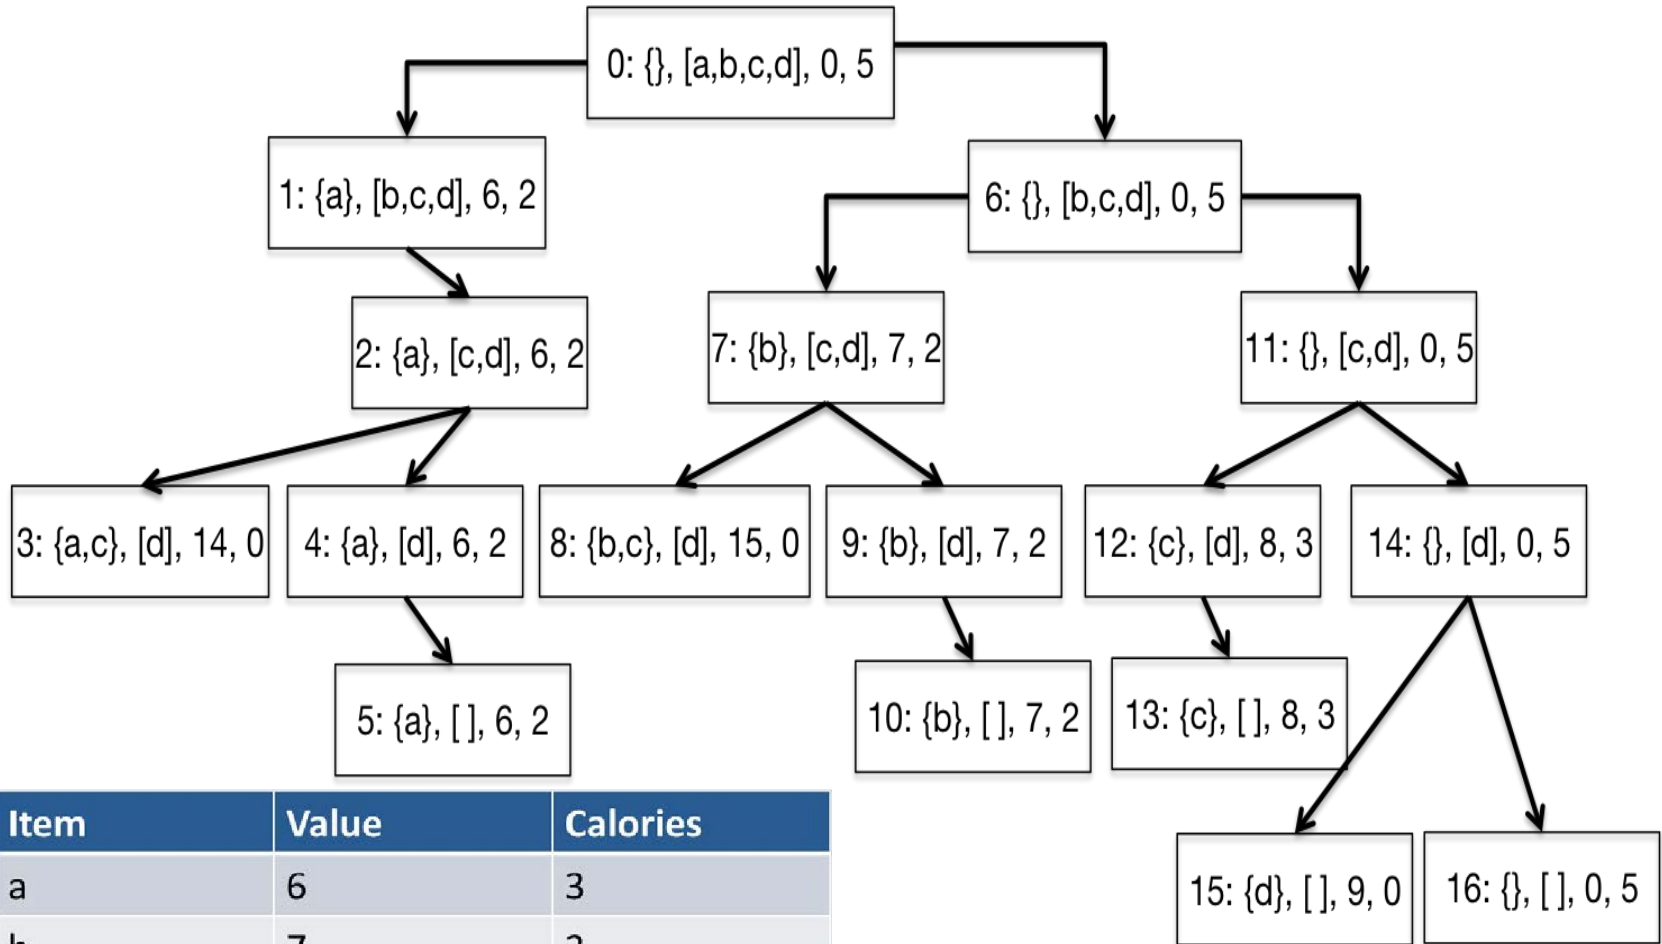 0: {}, [a,b,c,d], 0, 5
1: {a}, [b,c,d], 6, 2
6: {}, [b,c,d], 0, 5
2: {a}, [c,d], 6, 2
7: {b}, [c,d], 7, 2
11: {}, [c,d], 0, 5
3: {a,c}, [d], 14, 0
4: {a}, [d], 6, 2
8: {b,c}, [d], 15, 0
9: {b}, [d], 7, 2
12: {c}, [d], 8, 3
14: {}, [d], 0, 5
5: {a}, [ ], 6, 2
10: {b}, [ ], 7, 2
13: {c}, [ ], 8, 3
15: {d}, [ ], 9, 0
16: {}, [ ], 0, 5
Item Value Calories
a 6 3